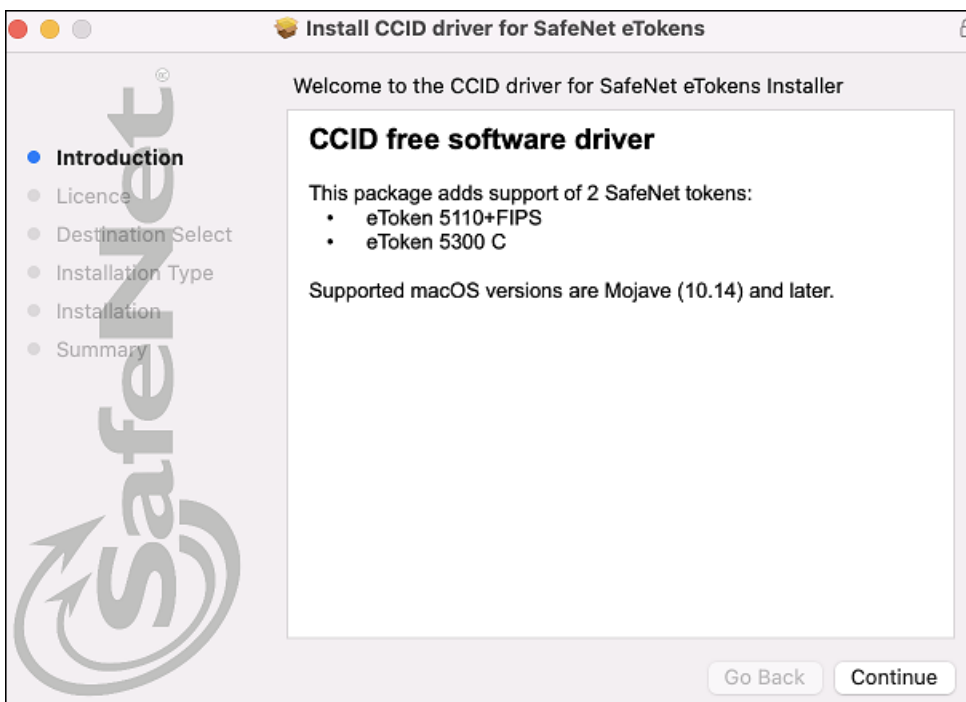 Install CCID driver for SafeNet eTokens
Welcome to the CCID driver for SafeNet eTokens Installer
Introduction
Licence
Destination Select
Installation Type
Installation
Summary
SafeNet®
CCID free software driver
This package adds support of 2 SafeNet tokens:
• eToken 5110+FIPS
• eToken 5300 C
Supported macOS versions are Mojave (10.14) and later.
Go Back
Continue